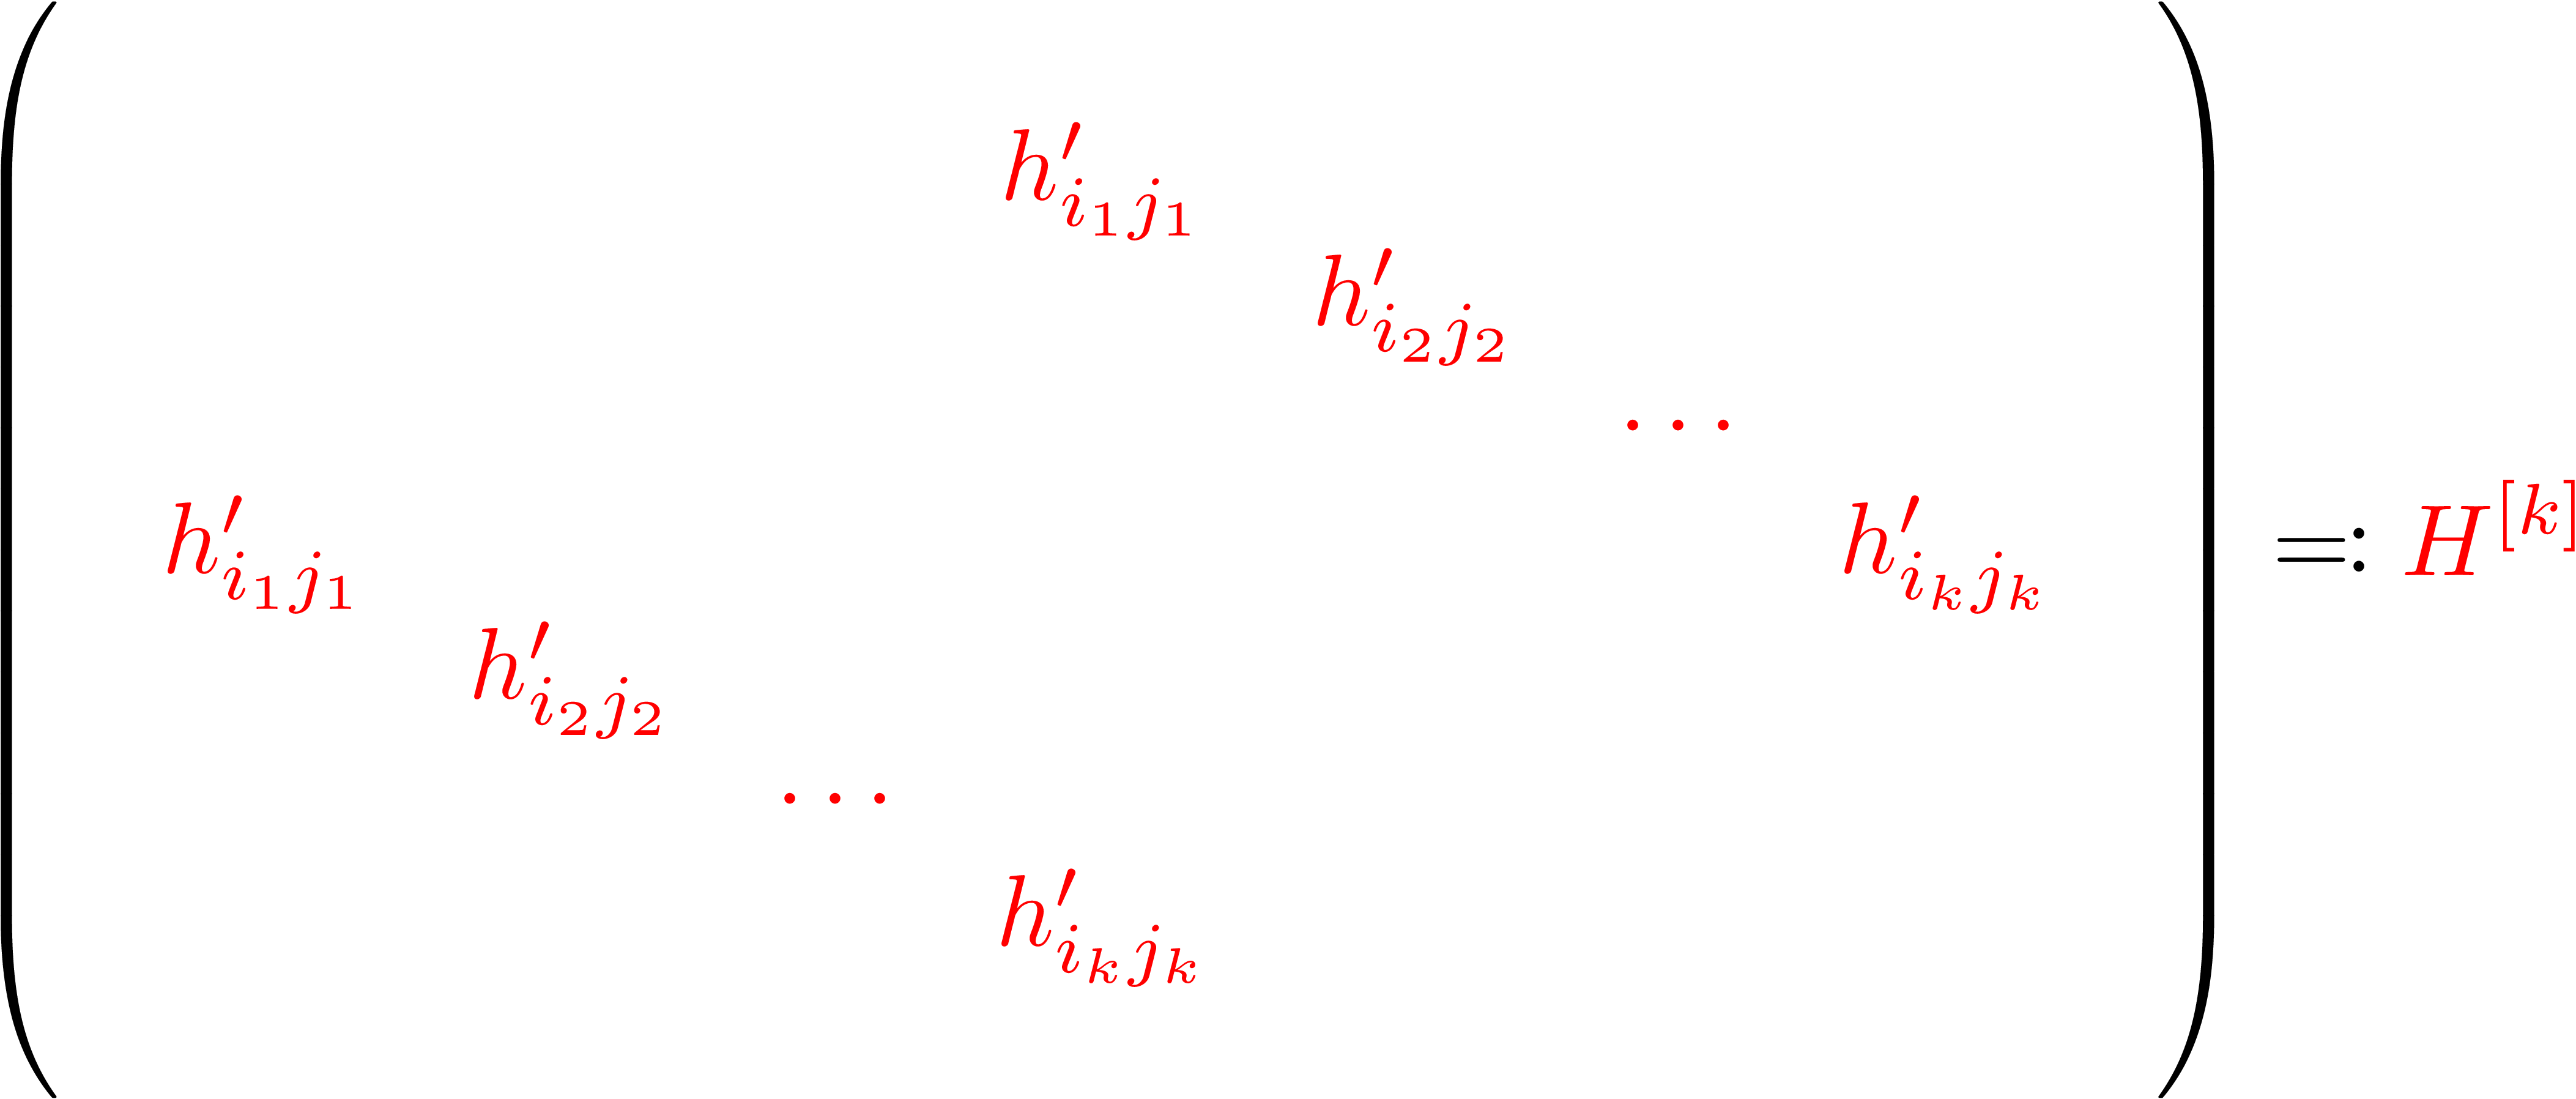 h′_{i_1 j_1}
h′_{i_2 j_2}
…
h′_{i_1 j_1} h′_{i_k j_k} =: H^{[k]}
h′_{i_2 j_2}
…
h′_{i_k j_k}